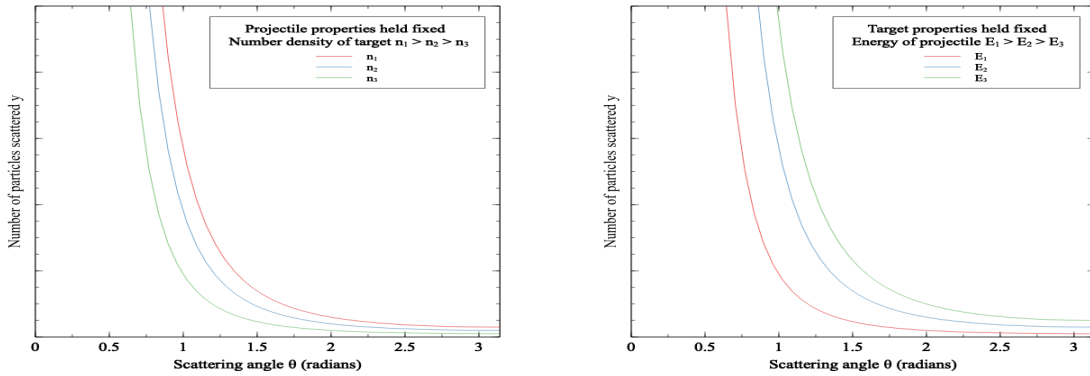 Projectile properties held fixed
Number density of target n₁ > n₂ > n₃
n₁
n₂
n₃
Number of particles scattered y
0
0.5
1
1.5
2
2.5
3
Scattering angle θ (radians)
Target properties held fixed
Energy of projectile E₁ > E₂ > E₃
E₁
E₂
E₃
Number of particles scattered y
0
0.5
1
1.5
2
2.5
3
Scattering angle θ (radians)